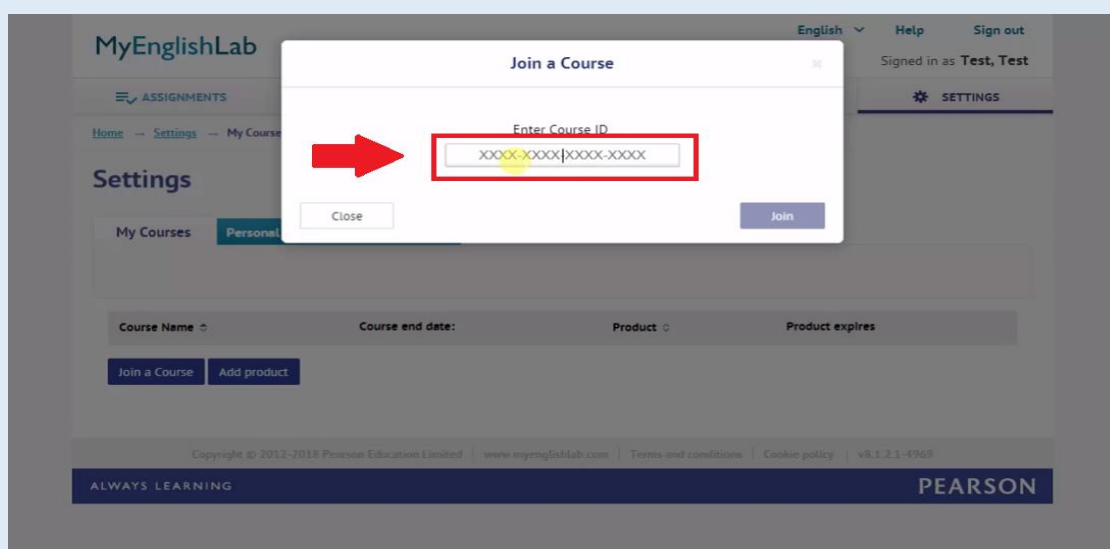 MyEnglishLab
English
Help
Sign out
Signed in as Test, Test
Join a Course
ASSIGNMENTS
SETTINGS
Home → Settings → My Course
Enter Course ID
XXXX-XXXX-XXXX-XXXX
Settings
Close
Join
My Courses
Personal
Course Name
Course end date:
Product
Product expires
Join a Course
Add product
Copyright © 2012-2018 Pearson Education Limited | www.myenglishlab.com | Terms and conditions | Cookie policy | v8.1.2.1-4969
ALWAYS LEARNING
PEARSON